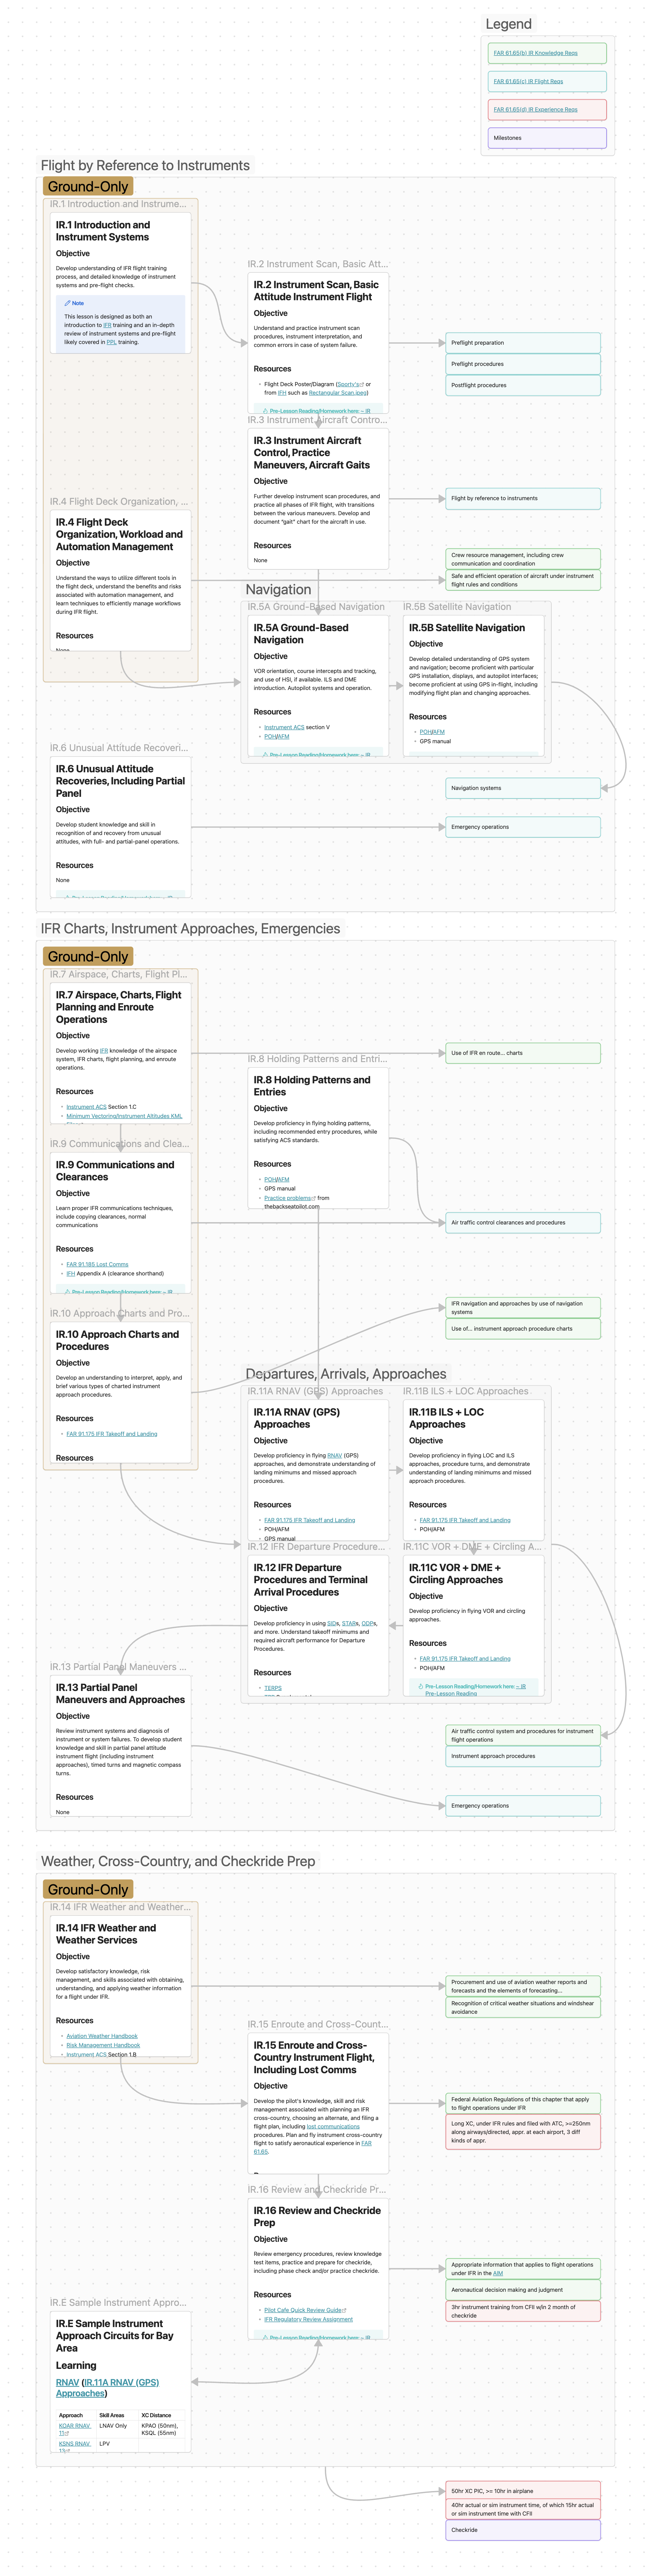 Legend
FAR 61.65(b) IR Knowledge Reqs
FAR 61.65(c) IR Flight Reqs
FAR 61.65(d) IR Experience Reqs
Milestones
Flight by Reference to Instruments
Ground-Only
IR.1 Introduction and Instrume...
IR.1 Introduction and
Instrument Systems
Objective
Develop understanding of IFR flight training
process, and detailed knowledge of instrument
systems and pre-flight checks.
Note
This lesson is designed as both an
introduction to IFR training and an in-depth
review of instrument systems and pre-flight
likely covered in PPL training.
IR.2 Instrument Scan, Basic Att...
IR.2 Instrument Scan, Basic
Attitude Instrument Flight
Objective
Understand and practice instrument scan
procedures, instrument interpretation, and
common errors in case of system failure.
Resources
Flight Deck Poster/Diagram (Sporty's or
from IFH such as Rectangular Scan.jpeg)
Pre-Lesson Reading/Homework here: ~ IR
Preflight preparation
Preflight procedures
Postflight procedures
IR.3 Instrument Aircraft Contro...
IR.3 Instrument Aircraft
Control, Practice
Maneuvers, Aircraft Gaits
Objective
Further develop instrument scan procedures, and
practice all phases of IFR flight, with transitions
between the various maneuvers. Develop and
document "gait" chart for the aircraft in use.
Resources
None
Flight by reference to instruments
IR.4 Flight Deck Organization, ...
IR.4 Flight Deck
Organization, Workload and
Automation Management
Objective
Understand the ways to utilize different tools in
the flight deck, understand the benefits and risks
associated with automation management, and
learn techniques to efficiently manage workflows
during IFR flight.
Resources
None
Crew resource management, including crew
communication and coordination
Safe and efficient operation of aircraft under instrument
flight rules and conditions
Navigation
IR.5A Ground-Based Navigation
IR.5A Ground-Based
Navigation
Objective
VOR orientation, course intercepts and tracking,
and use of HSI, if available. ILS and DME
introduction. Autopilot systems and operation.
Resources
Instrument ACS section V
POH/AFM
Pre-Lesson Reading/Homework here: ~ IR
IR.5B Satellite Navigation
IR.5B Satellite Navigation
Objective
Develop detailed understanding of GPS system
and navigation; become proficient with particular
GPS installation, displays, and autopilot interfaces;
become proficient at using GPS in-flight, including
modifying flight plan and changing approaches.
Resources
POH/AFM
GPS manual
Navigation systems
IR.6 Unusual Attitude Recoveri...
IR.6 Unusual Attitude
Recoveries, Including Partial
Panel
Objective
Develop student knowledge and skill in
recognition of and recovery from unusual
attitudes, with full- and partial-panel operations.
Resources
None
Emergency operations
IFR Charts, Instrument Approaches, Emergencies
Ground-Only
IR.7 Airspace, Charts, Flight Pl...
IR.7 Airspace, Charts, Flight
Planning and Enroute
Operations
Objective
Develop working IFR knowledge of the airspace
system, IFR charts, flight planning, and enroute
operations.
Resources
Instrument ACS Section 1.C
Minimum Vectoring/Instrument Altitudes KML
Use of IFR en route... charts
IR.8 Holding Patterns and Entri...
IR.8 Holding Patterns and
Entries
Objective
Develop proficiency in flying holding patterns,
including recommended entry procedures, while
satisfying ACS standards.
Resources
POH/AFM
GPS manual
Practice problems from
thebackseatpilot.com
IR.9 Communications and Clea...
IR.9 Communications and
Clearances
Objective
Learn proper IFR communications techniques,
include copying clearances, normal
communications
Resources
FAR 91.185 Lost Comms
IFH Appendix A (clearance shorthand)
Pre-Lesson Reading/Homework here: ~ IR
Air traffic control clearances and procedures
IR.10 Approach Charts and Pro...
IR.10 Approach Charts and
Procedures
Objective
Develop an understanding to interpret, apply, and
brief various types of charted instrument
approach procedures.
FAR 91.175 IFR Takeoff and Landing
Resources
IFR navigation and approaches by use of navigation
systems
Use of... instrument approach procedure charts
Departures, Arrivals, Approaches
IR.11A RNAV (GPS) Approaches
IR.11A RNAV (GPS)
Approaches
Objective
Develop proficiency in flying RNAV (GPS)
approaches, and demonstrate understanding of
landing minimums and missed approach
procedures.
Resources
FAR 91.175 IFR Takeoff and Landing
POH/AFM
GPS manual
IR.11B ILS + LOC Approaches
IR.11B ILS + LOC
Approaches
Objective
Develop proficiency in flying LOC and ILS
approaches, procedure turns, and demonstrate
understanding of landing minimums and missed
approach procedures.
Resources
FAR 91.175 IFR Takeoff and Landing
POH/AFM
IR.12 IFR Departure Procedure...
IR.12 IFR Departure
Procedures and Terminal
Arrival Procedures
Objective
Develop proficiency in using SIDs, STARs, ODPs,
and more. Understand takeoff minimums and
required aircraft performance for Departure
Procedures.
Resources
TERPS
IR.11C VOR + DME + Circling A...
IR.11C VOR + DME +
Circling Approaches
Objective
Develop proficiency in flying VOR and circling
approaches.
Resources
FAR 91.175 IFR Takeoff and Landing
POH/AFM
Pre-Lesson Reading/Homework here: ~ IR
Pre-Lesson Reading
IR.13 Partial Panel Maneuvers ...
IR.13 Partial Panel
Maneuvers and Approaches
Objective
Review instrument systems and diagnosis of
instrument or system failures. To develop student
knowledge and skill in partial panel attitude
instrument flight (including instrument
approaches), timed turns and magnetic compass
turns.
Resources
None
Air traffic control system and procedures for instrument
flight operations
Instrument approach procedures
Emergency operations
Weather, Cross-Country, and Checkride Prep
Ground-Only
IR.14 IFR Weather and Weather...
IR.14 IFR Weather and
Weather Services
Objective
Develop satisfactory knowledge, risk
management, and skills associated with obtaining,
understanding, and applying weather information
for a flight under IFR.
Resources
Aviation Weather Handbook
Risk Management Handbook
Instrument ACS Section 1.B
Procurement and use of aviation weather reports and
forecasts and the elements of forecasting...
Recognition of critical weather situations and windshear
avoidance
IR.15 Enroute and Cross-Count...
IR.15 Enroute and Cross-
Country Instrument Flight,
Including Lost Comms
Objective
Develop the pilot's knowledge, skill and risk
management associated with planning an IFR
cross-country, choosing an alternate, and filing a
flight plan, including lost communications
procedures. Plan and fly instrument cross-country
flight to satisfy aeronautical experience in FAR
61.65.
Federal Aviation Regulations of this chapter that apply
to flight operations under IFR
Long XC, under IFR rules and filed with ATC, >=250nm
along airways/directed, appr. at each airport, 3 diff
kinds of appr.
IR.16 Review and Checkride Pr...
IR.16 Review and Checkride
Prep
Objective
Review emergency procedures, review knowledge
test items, practice and prepare for checkride,
including phase check and/or practice checkride.
Resources
Pilot Cafe Quick Review Guide
IFR Regulatory Review Assignment
Pre-Lesson Reading/Homework here: ~ IR
Appropriate information that applies to flight operations
under IFR in the AIM
Aeronautical decision making and judgment
3hr instrument training from CFII w/in 2 month of
checkride
IR.E Sample Instrument Appro...
IR.E Sample Instrument
Approach Circuits for Bay
Area
Learning
RNAV (IR.11A RNAV (GPS)
Approaches)
Approach Skill Areas XC Distance
KOAR RNAV 11 LNAV Only KPAO (50nm), KSQL (55nm)
KSNS RNAV LPV
50hr XC PIC, >= 10hr in airplane
40hr actual or sim instrument time, of which 15hr actual
or sim instrument time with CFII
Checkride